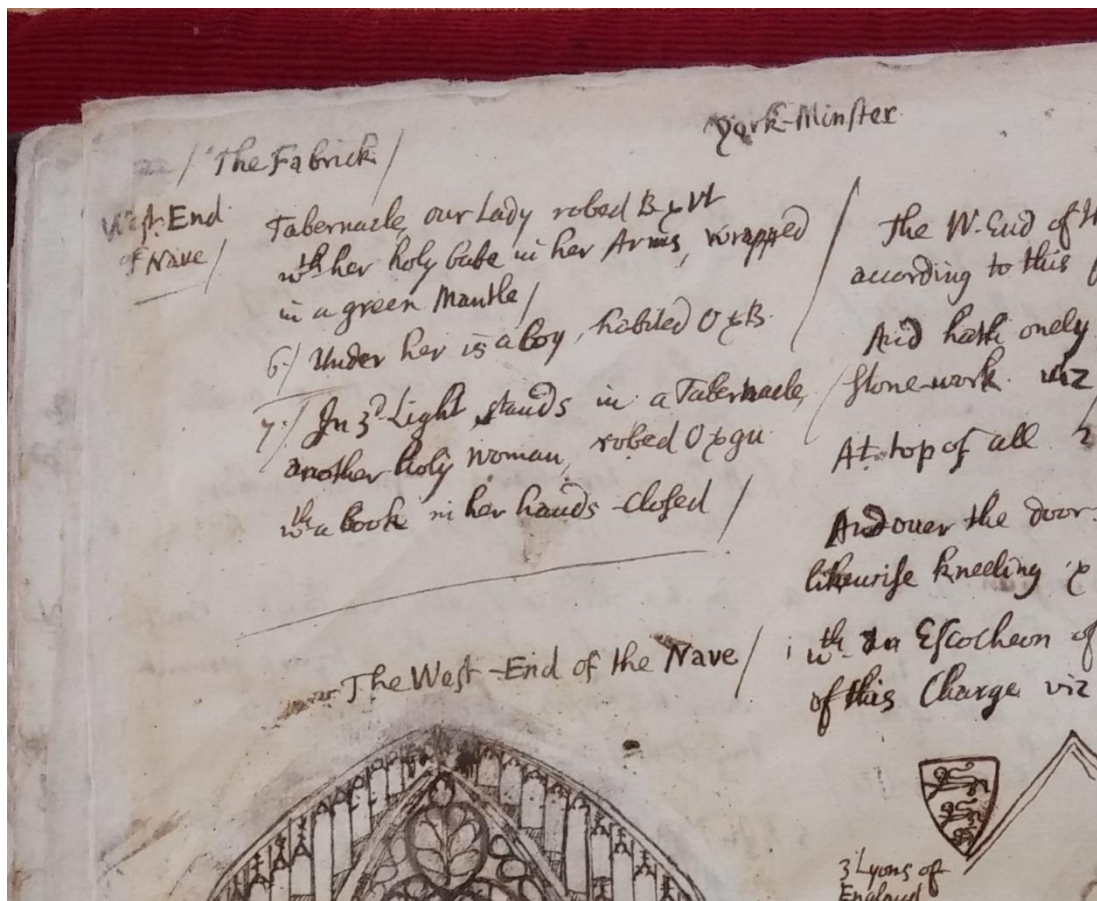 / The Fabrick /
York-Minster
West End
of Nave /
Tabernacle, our Lady robed B & Vt
wth her holy babe in her Arms, wrapped
in a green Mantle /
6. / Under her is a boy, habited O & B.
7. / In 3d Light stands in a Tabernacle,
another holy woman, robed O & gu
wth a book in her hands closed /
The West-End of the Nave /
The W-End of
acording to this
And hath onely
stone-work. viz
At top of all 2
And ouer the door
likewise kneeling &
wth an Escocheon of
of this Charge viz
3 Lyons of
England